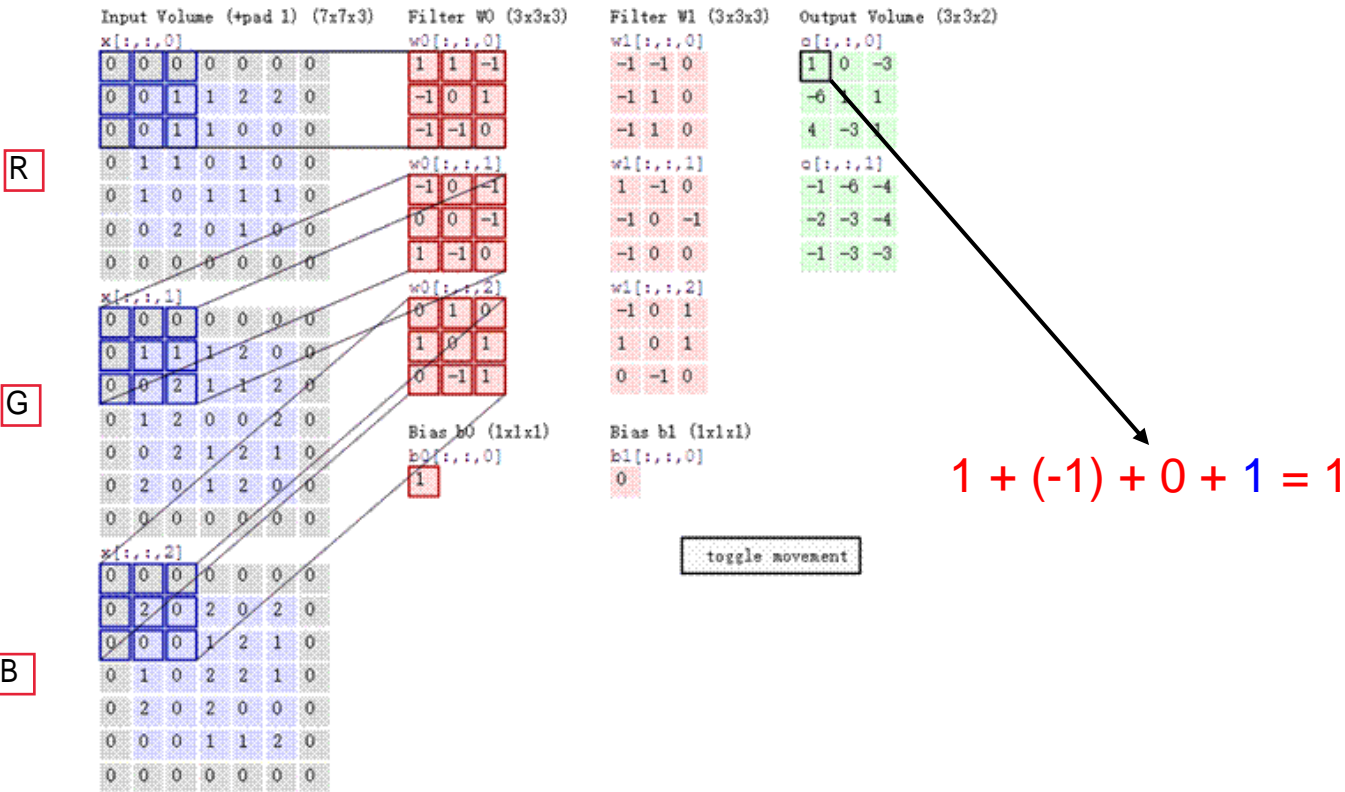 Input Volume (+pad 1) (7x7x3) Filter W0 (3x3x3) Filter W1 (3x3x3) Output Volume (3x3x2)
x[:,:,0] w0[:,:,0] w1[:,:,0] o[:,:,0]
0 0 0 0 0 0 0 1 1 -1 -1 -1 0 1 0 -3
0 0 1 1 2 2 0 -1 0 1 -1 1 0 -6 1 1
0 0 1 1 0 0 0 -1 -1 0 -1 1 0 4 -3 1
R 0 1 1 0 1 0 0 w0[:,:,1] w1[:,:,1] o[:,:,1]
0 1 0 1 1 1 0 -1 0 -1 1 -1 0 -1 -6 -4
0 0 2 0 1 0 0 0 0 -1 -1 0 -1 -2 -3 -4
0 0 0 0 0 0 0 1 -1 0 -1 0 0 -1 -3 -3
x[:,:,1] w0[:,:,2] w1[:,:,2]
0 0 0 0 0 0 0 0 1 0 -1 0 1
0 1 1 1 2 0 0 1 0 1 1 0 1
G 0 0 2 1 1 2 0 0 -1 1 0 -1 0
0 1 2 0 0 2 0 Bias b0 (1x1x1) Bias b1 (1x1x1)
0 0 2 1 2 1 0 b0[:,:,0] b1[:,:,0]
0 2 0 1 2 0 0 1 0 1 + (-1) + 0 + 1 = 1
0 0 0 0 0 0 0
x[:,:,2] toggle movement
0 0 0 0 0 0 0
0 2 0 2 0 2 0
0 0 0 1 2 1 0
B 0 1 0 2 2 1 0
0 2 0 2 0 0 0
0 0 0 1 1 2 0
0 0 0 0 0 0 0